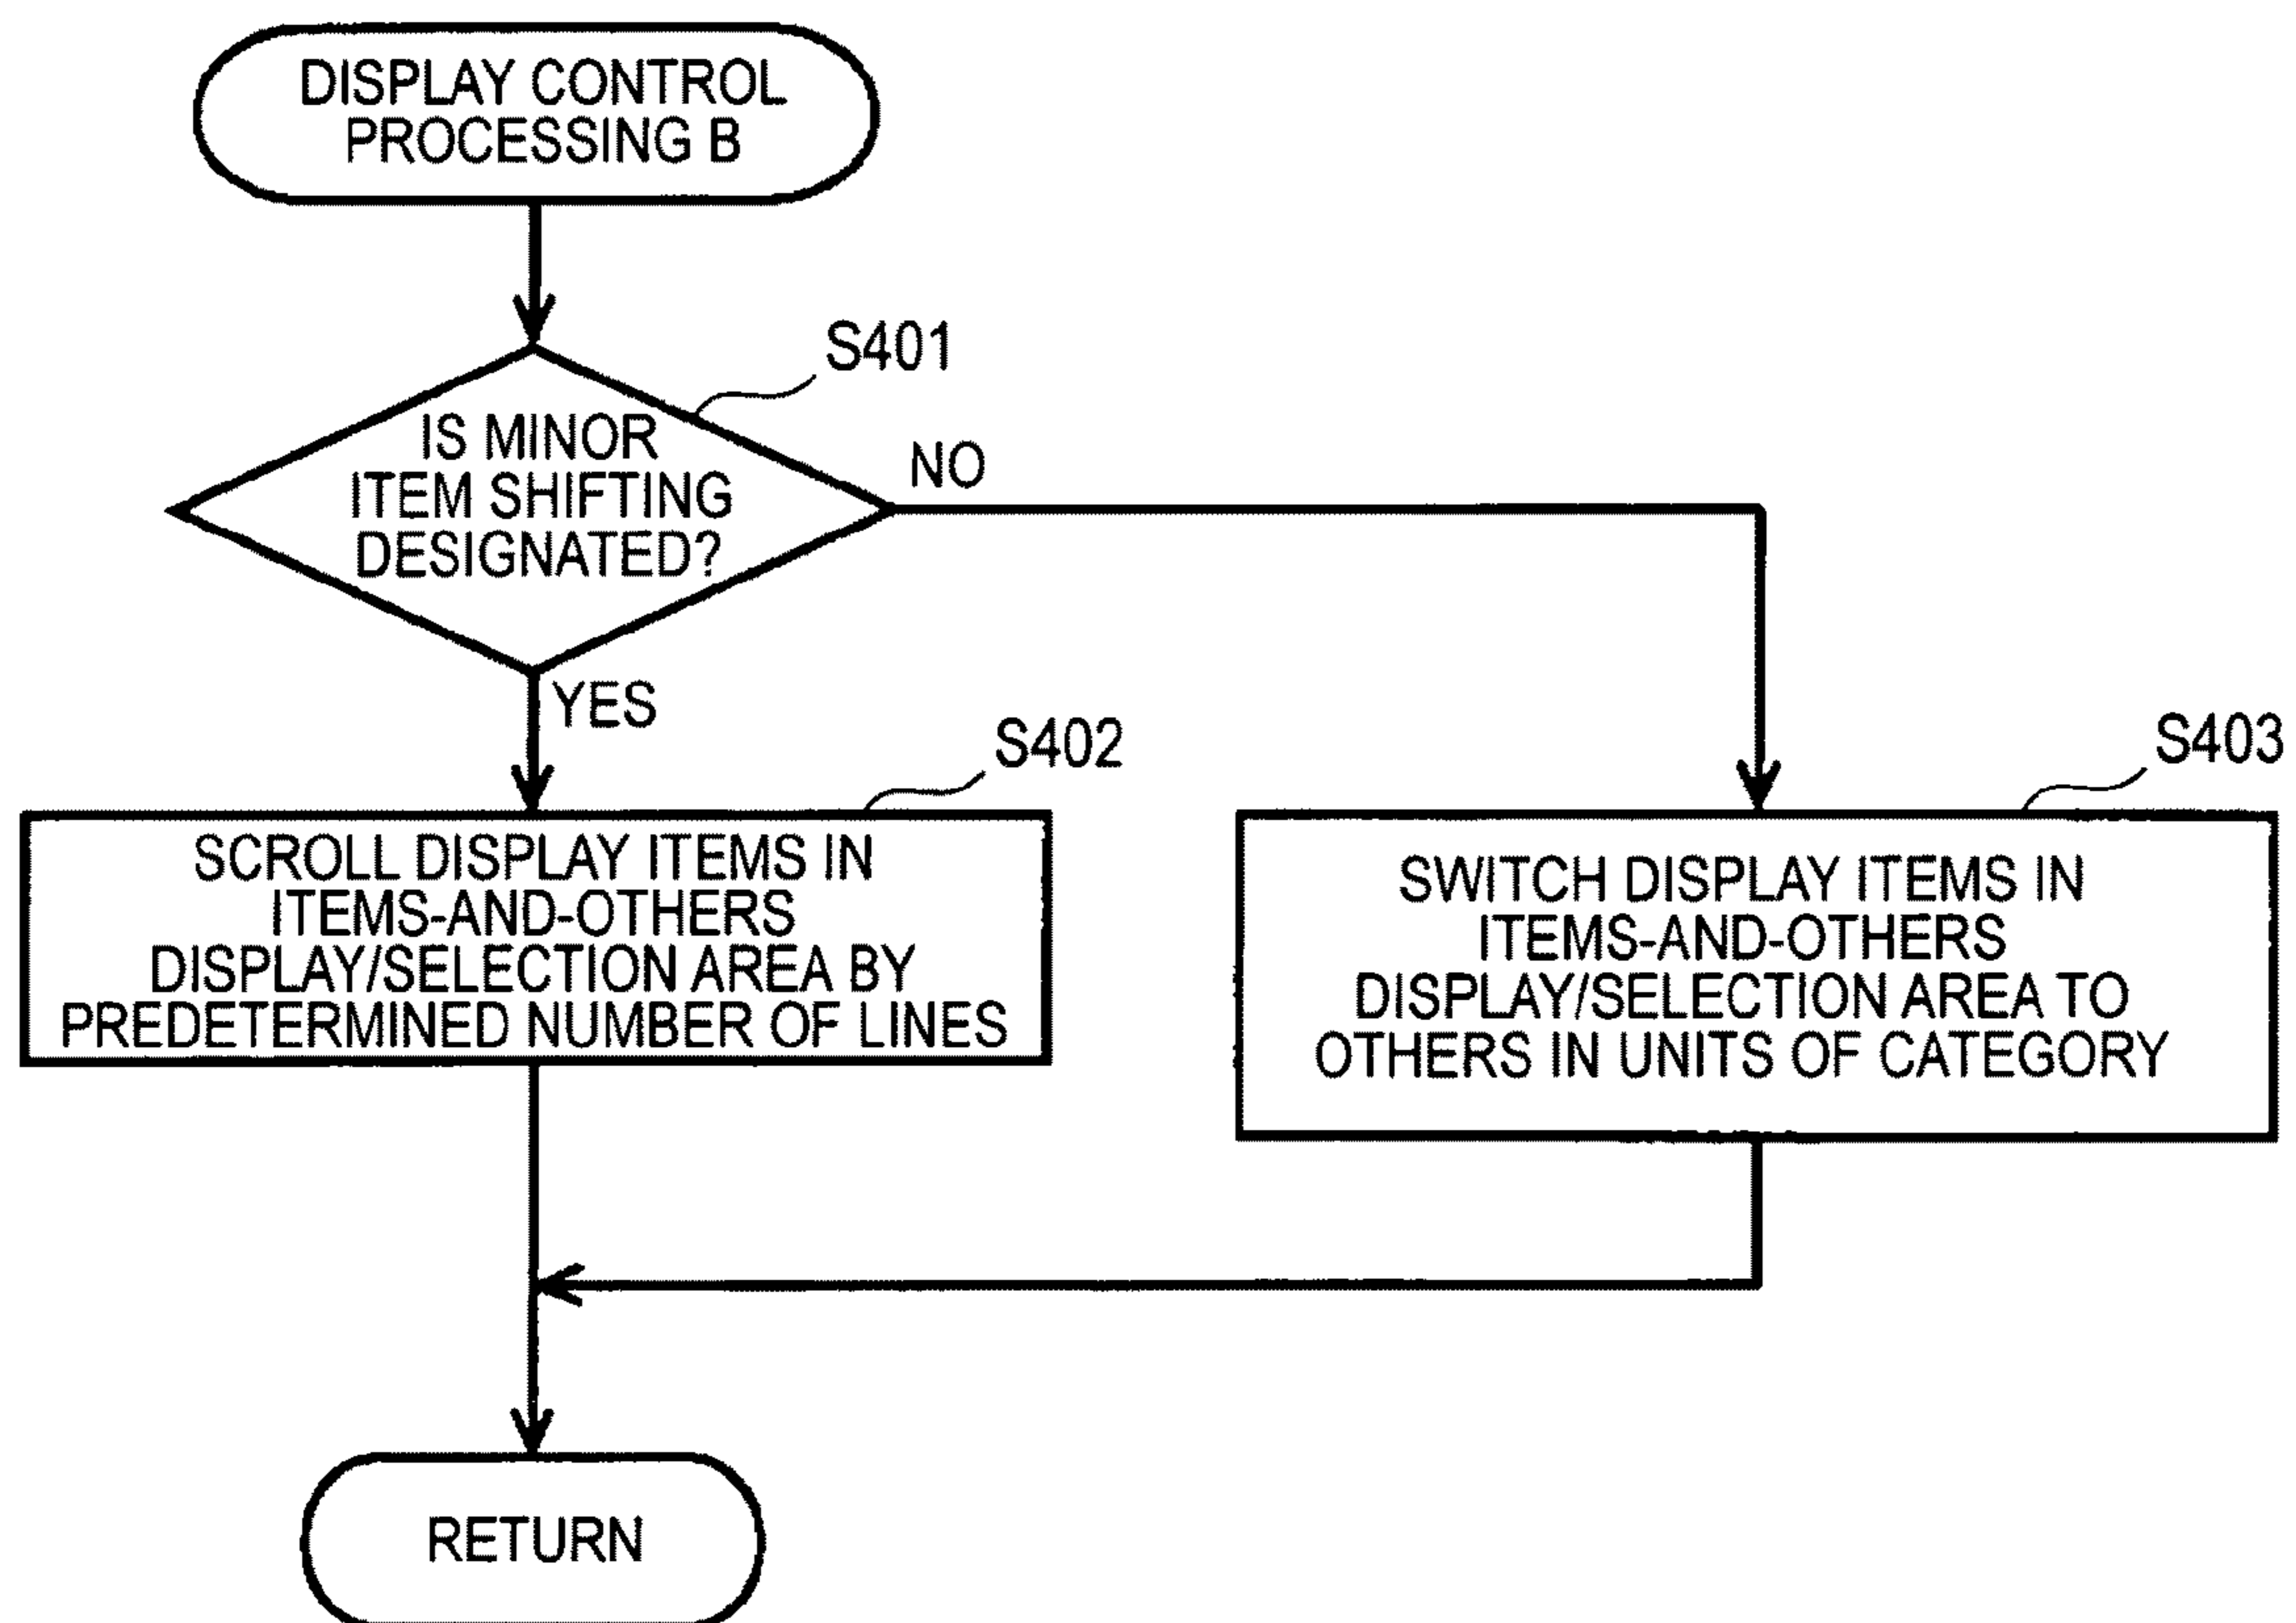 DISPLAY CONTROL
PROCESSING B
S401
IS MINOR
ITEM SHIFTING
DESIGNATED?
NO
YES
S402
SCROLL DISPLAY ITEMS IN
ITEMS-AND-OTHERS
DISPLAY/SELECTION AREA BY
PREDETERMINED NUMBER OF LINES
S403
SWITCH DISPLAY ITEMS IN
ITEMS-AND-OTHERS
DISPLAY/SELECTION AREA TO
OTHERS IN UNITS OF CATEGORY
RETURN